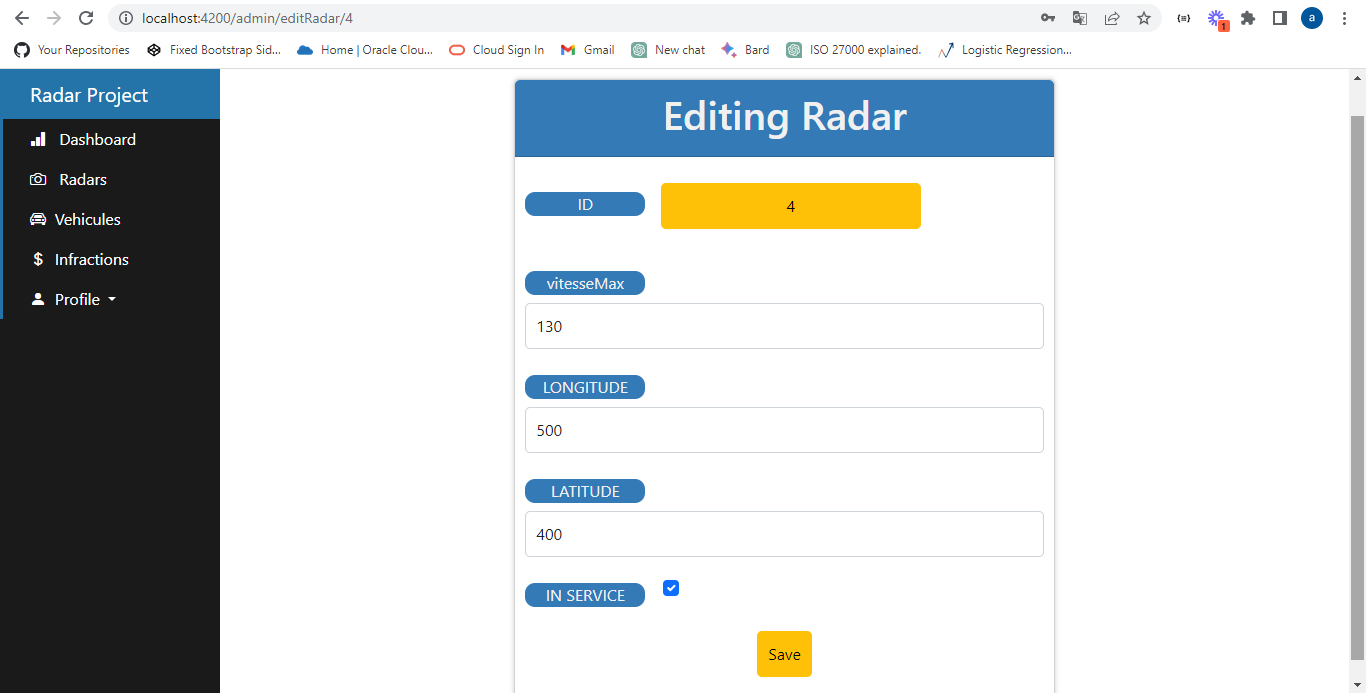 localhost:4200/admin/editRadar/4
1
a
Your Repositories
Fixed Bootstrap Sid...
Home | Oracle Clou...
Cloud Sign In
Gmail
New chat
Bard
ISO 27000 explained.
Logistic Regression...
Radar Project
Dashboard
Radars
Vehicules
$ Infractions
Profile
Editing Radar
ID
4
vitesseMax
130
LONGITUDE
500
LATITUDE
400
IN SERVICE
Save